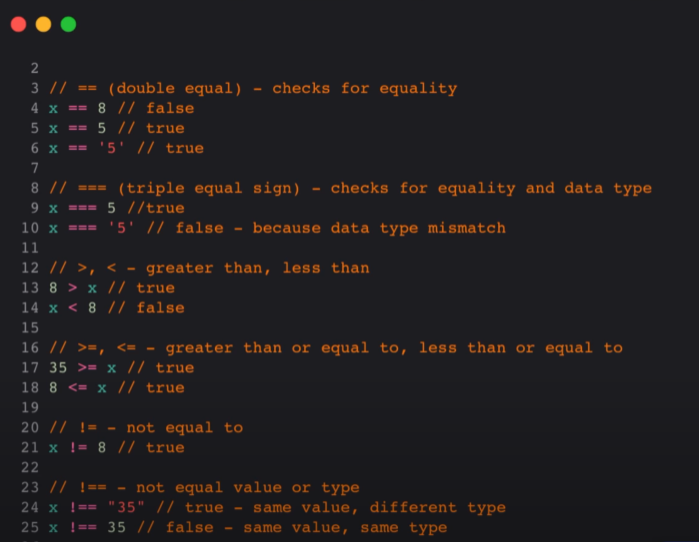 2
3 // == (double equal) - checks for equality
4 x == 8 // false
5 x == 5 // true
6 x == '5' // true
7
8 // === (triple equal sign) - checks for equality and data type
9 x === 5 //true
10 x === '5' // false - because data type mismatch
11
12 // >, < - greater than, less than
13 8 > x // true
14 x < 8 // false
15
16 // >=, <= - greater than or equal to, less than or equal to
17 35 >= x // true
18 8 <= x // true
19
20 // != - not equal to
21 x != 8 // true
22
23 // !== - not equal value or type
24 x !== "35" // true - same value, different type
25 x !== 35 // false - same value, same type